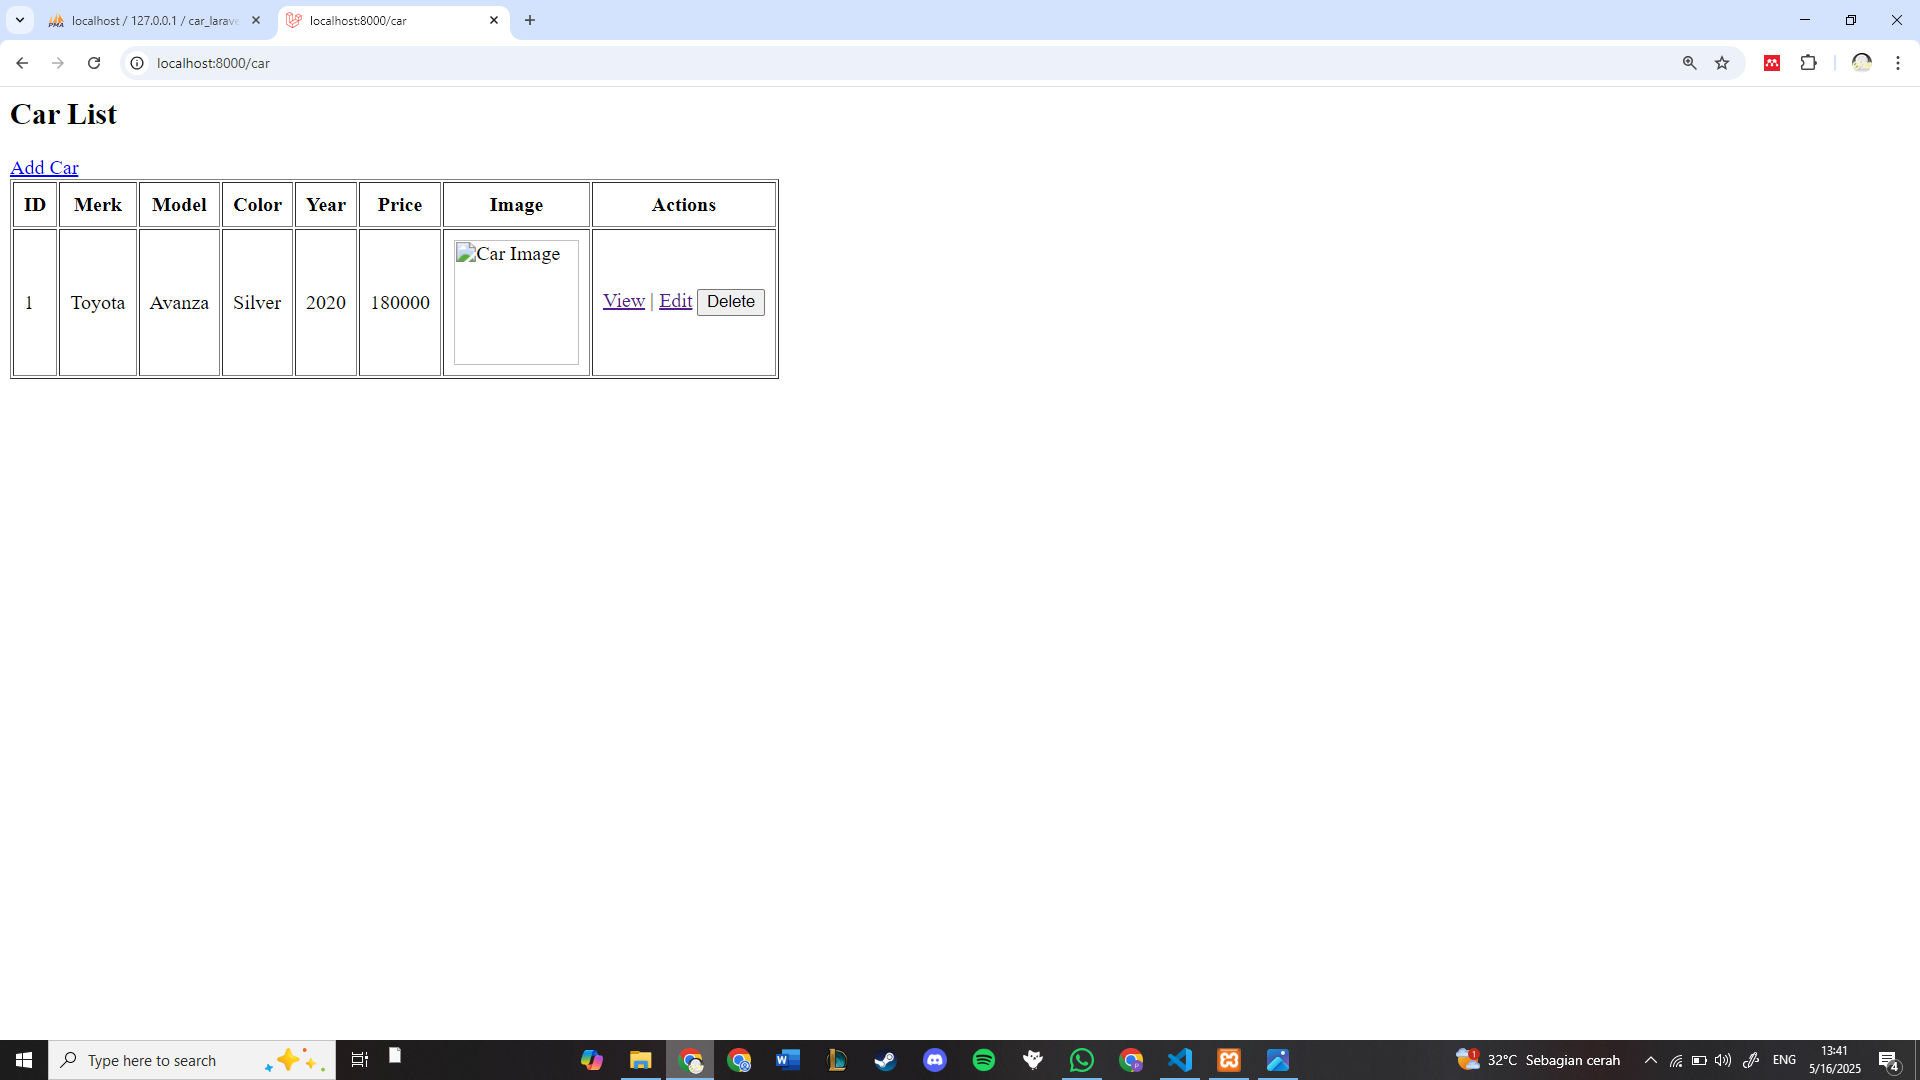 localhost / 127.0.0.1 / car_larave
localhost:8000/car
localhost:8000/car
Car List
Add Car
ID Merk Model Color Year Price Image Actions
1 Toyota Avanza Silver 2020 180000 Car Image View | Edit Delete
Type here to search
32°C Sebagian cerah
ENG
13:41
5/16/2025
4